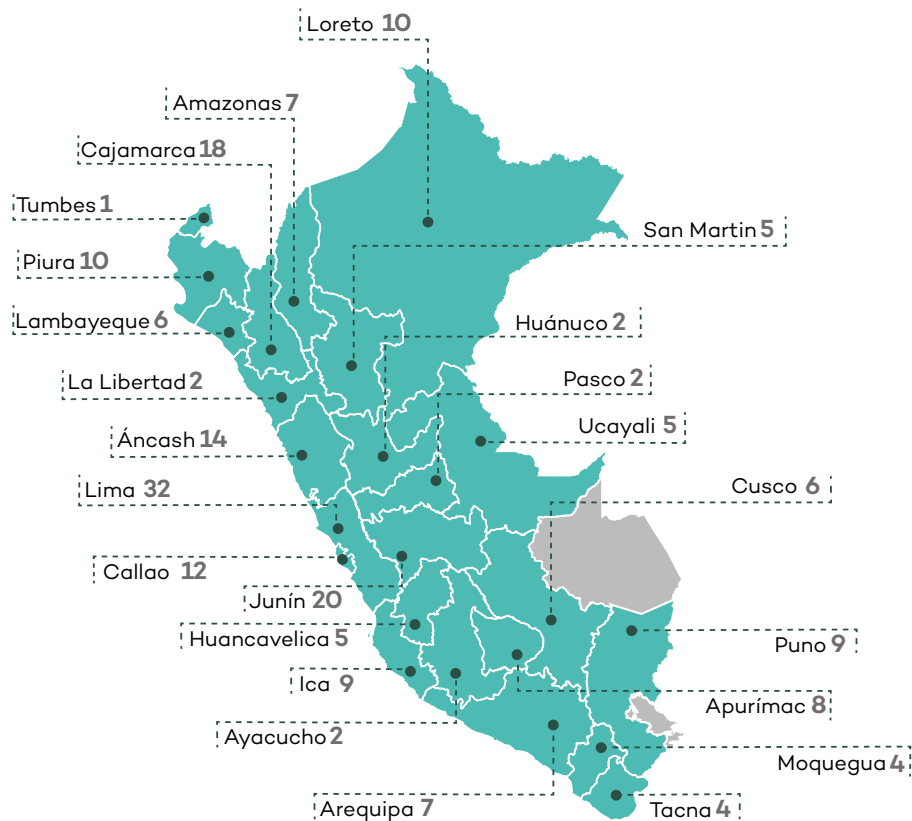 Loreto 10
Amazonas 7
Cajamarca 18
Tumbes 1
San Martin 5
Piura 10
Lambayeque 6
Huánuco 2
La Libertad 2
Pasco 2
Ucayali 5
Áncash 14
Cusco 6
Lima 32
Callao 12
Junín 20
Huancavelica 5
Puno 9
Ica 9
Apurímac 8
Ayacucho 2
Moquegua 4
Arequipa 7
Tacna 4